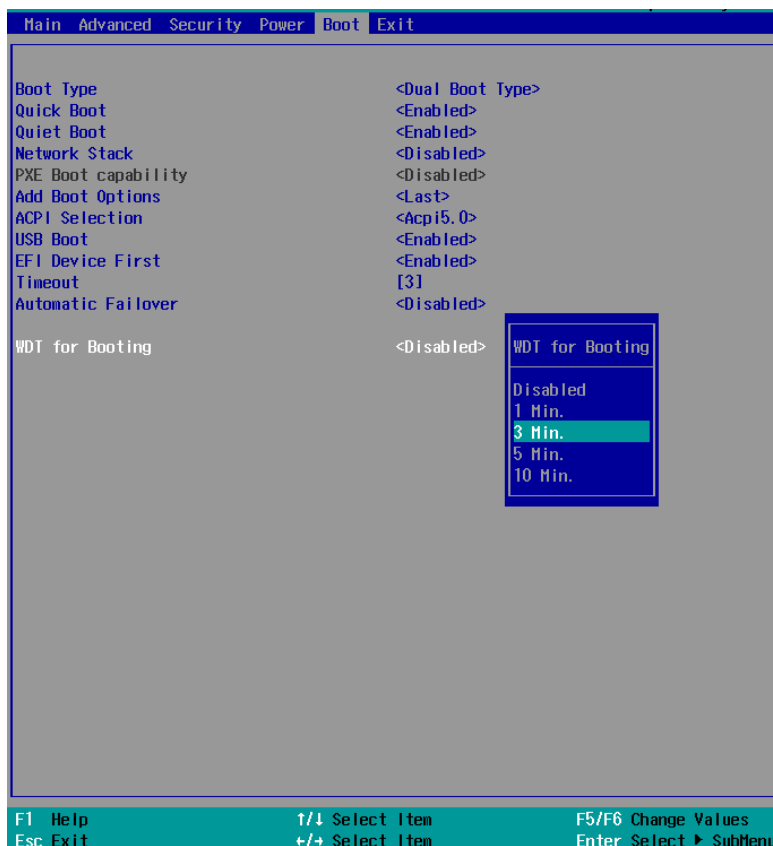 Main Advanced Security Power Boot Exit
Boot Type <Dual Boot Type>
Quick Boot <Enabled>
Quiet Boot <Enabled>
Network Stack <Disabled>
PXE Boot capability <Disabled>
Add Boot Options <Last>
ACPI Selection <Acpi5.0>
USB Boot <Enabled>
EFI Device First <Enabled>
Timeout [3]
Automatic Failover <Disabled>
WDT for Booting <Disabled>
WDT for Booting
Disabled
1 Min.
3 Min.
5 Min.
10 Min.
F1 Help ↑/↓ Select Item F5/F6 Change Values
Esc Exit ←/→ Select Item Enter Select ▶ SubMenu